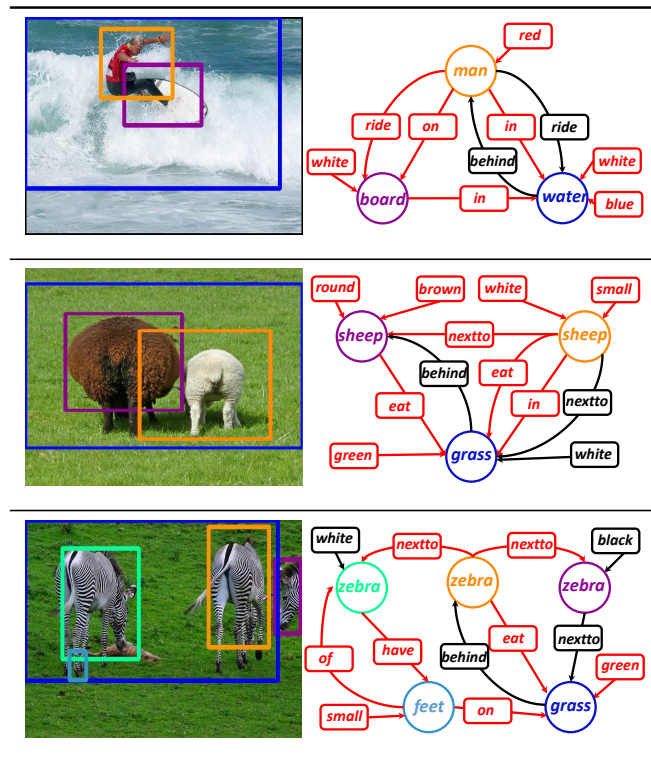 red
man
ride
on
in
ride
behind
white
white
board
in
water
blue
round
brown
white
small
sheep
nextto
sheep
behind
eat
nextto
eat
in
green
grass
white
white
nextto
nextto
black
zebra
zebra
zebra
eat
nextto
of
have
behind
green
small
feet
on
grass